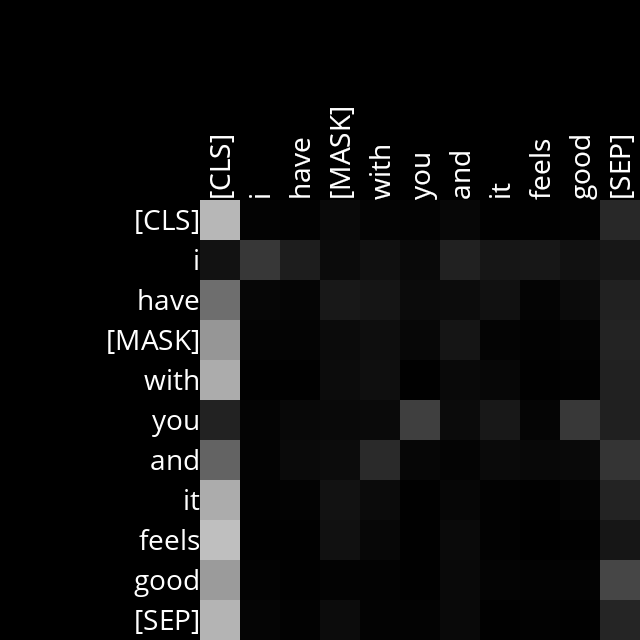 [CLS] i have [MASK] with you and it feels good [SEP]
[CLS]
i
have
[MASK]
with
you
and
it
feels
good
[SEP]